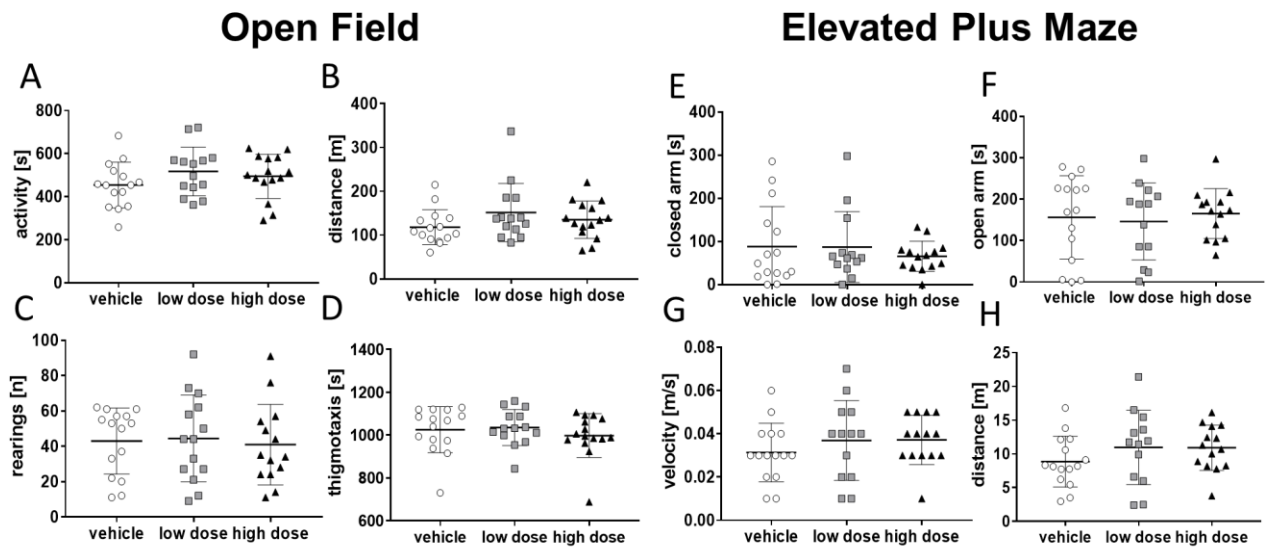 Open Field
Elevated Plus Maze
A
activity [s]
800
600
400
200
0
vehicle low dose high dose
B
distance [m]
400
300
200
100
0
vehicle low dose high dose
E
closed arm [s]
400
300
200
100
0
vehicle low dose high dose
F
open arm [s]
400
300
200
100
0
vehicle low dose high dose
C
rearings [n]
100
80
60
40
20
0
vehicle low dose high dose
D
thigmotaxis [s]
1400
1200
1000
800
600
vehicle low dose high dose
G
velocity [m/s]
0.08
0.06
0.04
0.02
0.00
vehicle low dose high dose
H
distance [m]
25
20
15
10
5
0
vehicle low dose high dose